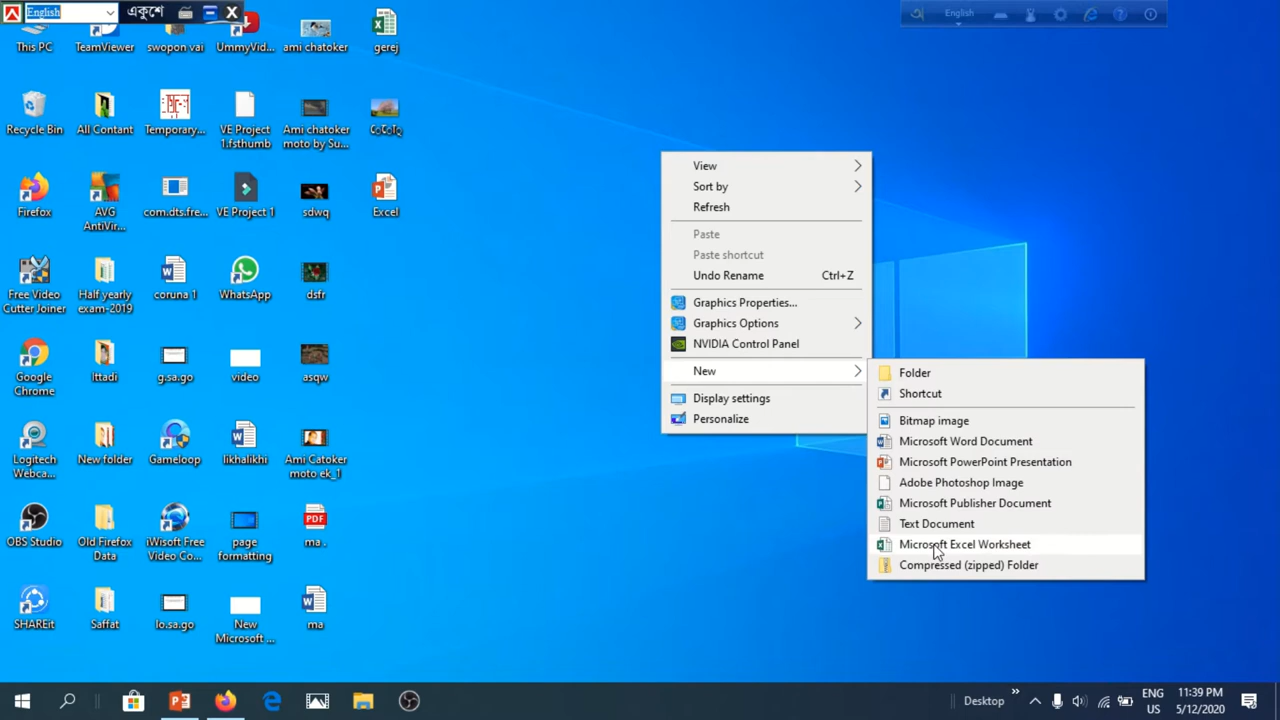 English
একুশে
English
This PC
TeamViewer
swopon vai
UmmyVid...
ami chatoker
gerej
Recycle Bin
All Contant
Temporary...
VE Project
1.fsthumb
Ami chatoker
moto by Su...
Firefox
AVG
AntiVir...
com.dts.fre...
VE Project 1
sdwq
Excel
Free Video
Cutter Joiner
Half yearly
exam-2019
coruna 1
WhatsApp
dsfr
Google
Chrome
Ittadi
g.sa.go
video
asqw
Logitech
Webca...
New folder
Gameloop
likhalikhi
Ami Catoker
moto ek_1
OBS Studio
Old Firefox
Data
iWisoft Free
Video Co...
page
formatting
PDF
ma .
SHAREit
Saffat
lo.sa.go
New
Microsoft ...
ma
View
Sort by
Refresh
Paste
Paste shortcut
Undo Rename Ctrl+Z
Graphics Properties...
Graphics Options
NVIDIA Control Panel
New
Display settings
Personalize
Folder
Shortcut
Bitmap image
Microsoft Word Document
Microsoft PowerPoint Presentation
Adobe Photoshop Image
Microsoft Publisher Document
Text Document
Microsoft Excel Worksheet
Compressed (zipped) Folder
Desktop
ENG
US
11:39 PM
5/12/2020